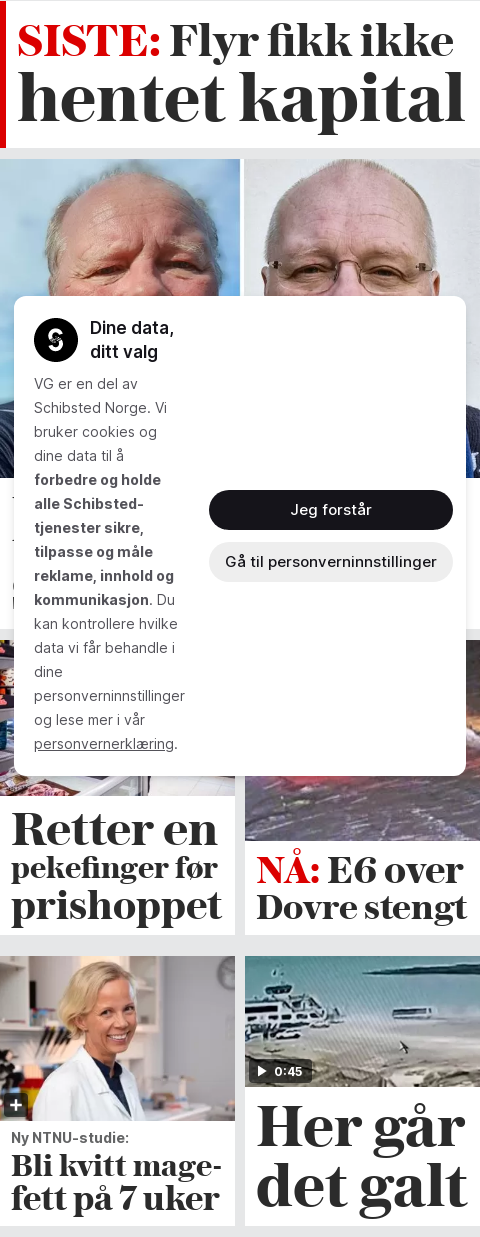 SISTE: Flyr fikk ikke
hentet kapital
Dine data,
ditt valg
VG er en del av
Schibsted Norge. Vi
bruker cookies og
dine data til å
forbedre og holde
alle Schibsted-
tjenester sikre,
tilpasse og måle
reklame, innhold og
kommunikasjon. Du
kan kontrollere hvilke
data vi får behandle i
dine
personverninnstillinger
og lese mer i vår
personvernerklæring.
Jeg forstår
Gå til personverninnstillinger
Retter en
pekefinger før
prishoppet
NÅ: E6 over
Dovre stengt
Ny NTNU-studie:
Bli kvitt mage-
fett på 7 uker
0:45
Her går
det galt